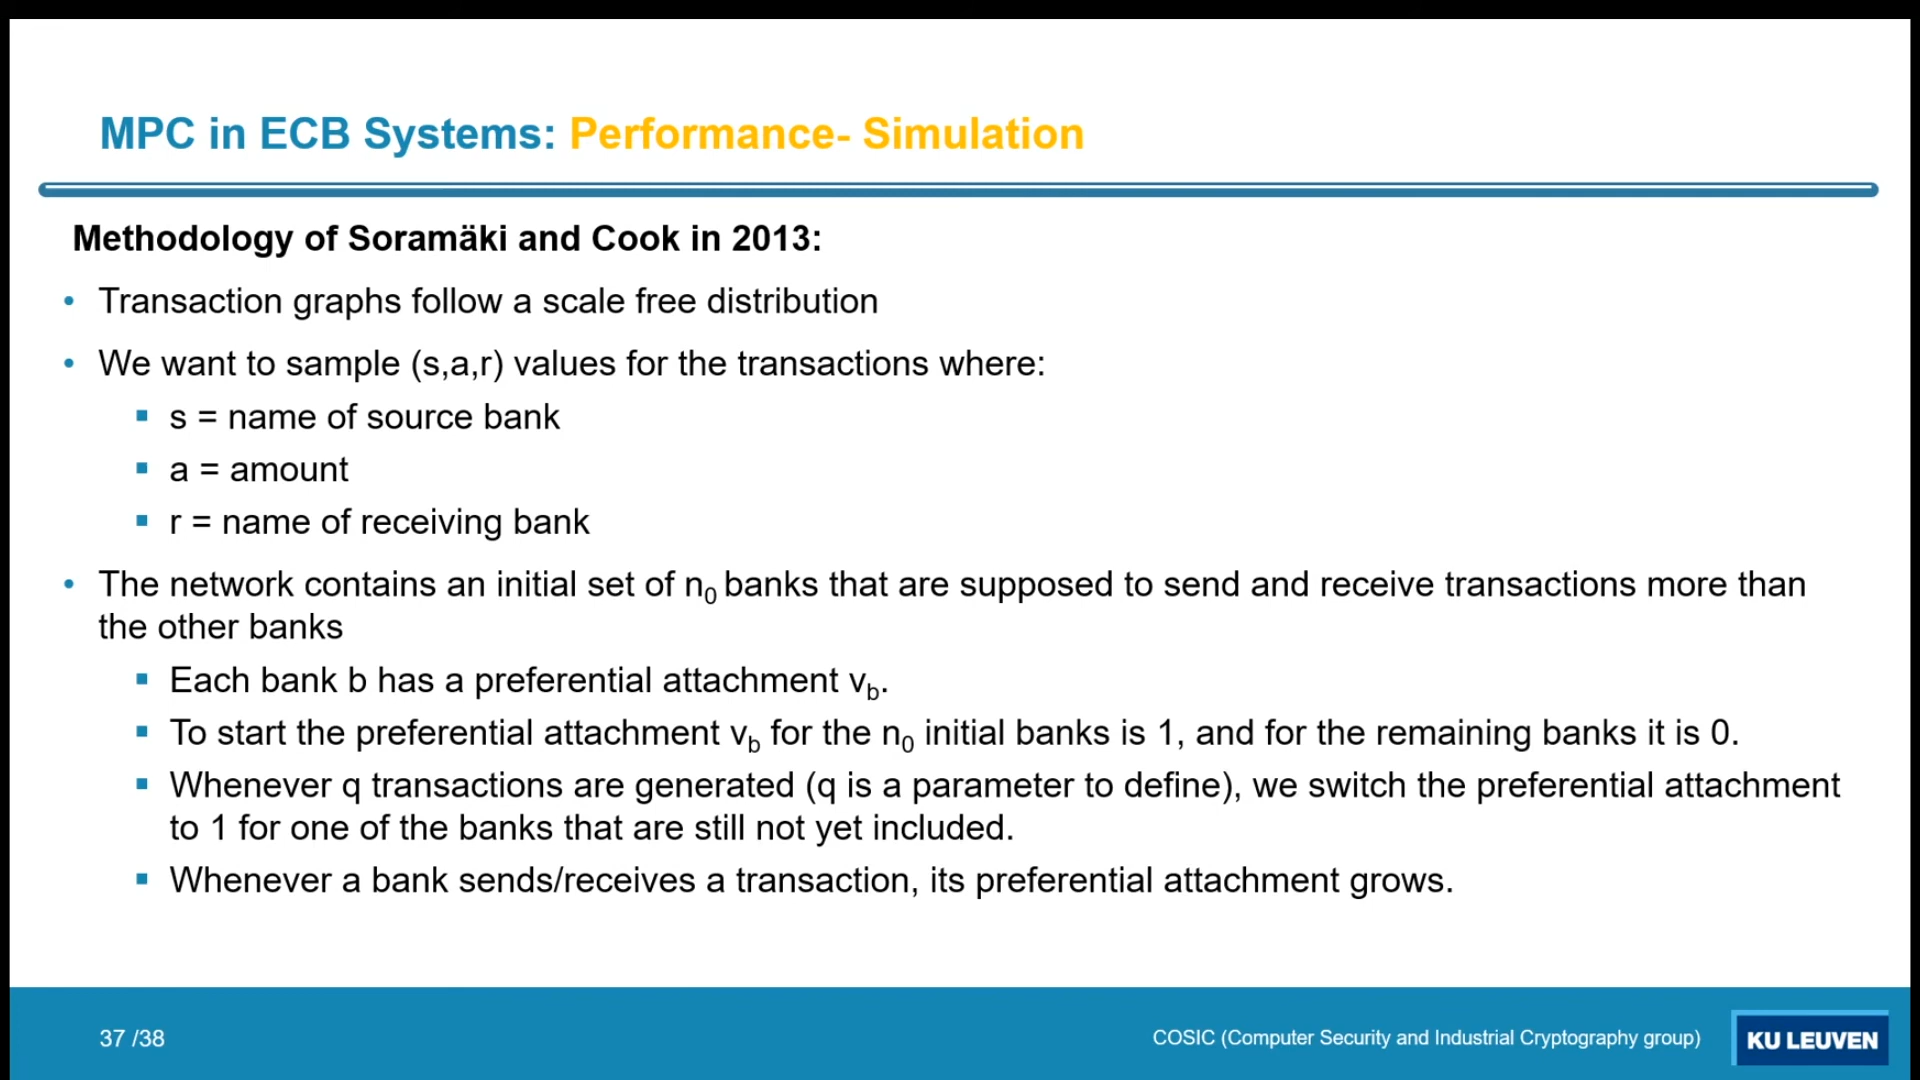 MPC in ECB Systems: Performance- Simulation
Methodology of Soramäki and Cook in 2013:
• Transaction graphs follow a scale free distribution
• We want to sample (s,a,r) values for the transactions where:
▪ s = name of source bank
▪ a = amount
▪ r = name of receiving bank
• The network contains an initial set of n₀ banks that are supposed to send and receive transactions more than
the other banks
▪ Each bank b has a preferential attachment v_b.
▪ To start the preferential attachment v_b for the n₀ initial banks is 1, and for the remaining banks it is 0.
▪ Whenever q transactions are generated (q is a parameter to define), we switch the preferential attachment
to 1 for one of the banks that are still not yet included.
▪ Whenever a bank sends/receives a transaction, its preferential attachment grows.
37 /38
COSIC (Computer Security and Industrial Cryptography group)
KU LEUVEN